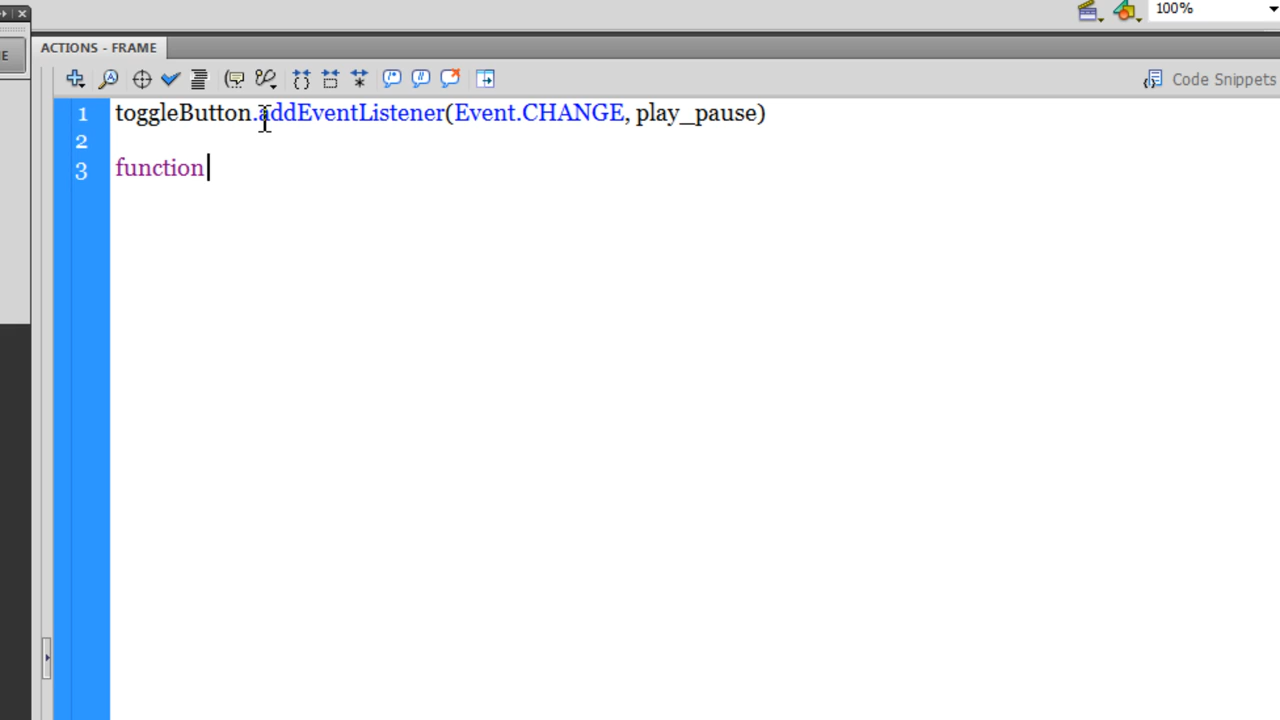 100%
E
ACTIONS - FRAME
Code Snippets
1 toggleButton.addEventListener(Event.CHANGE, play_pause)
2
3 function